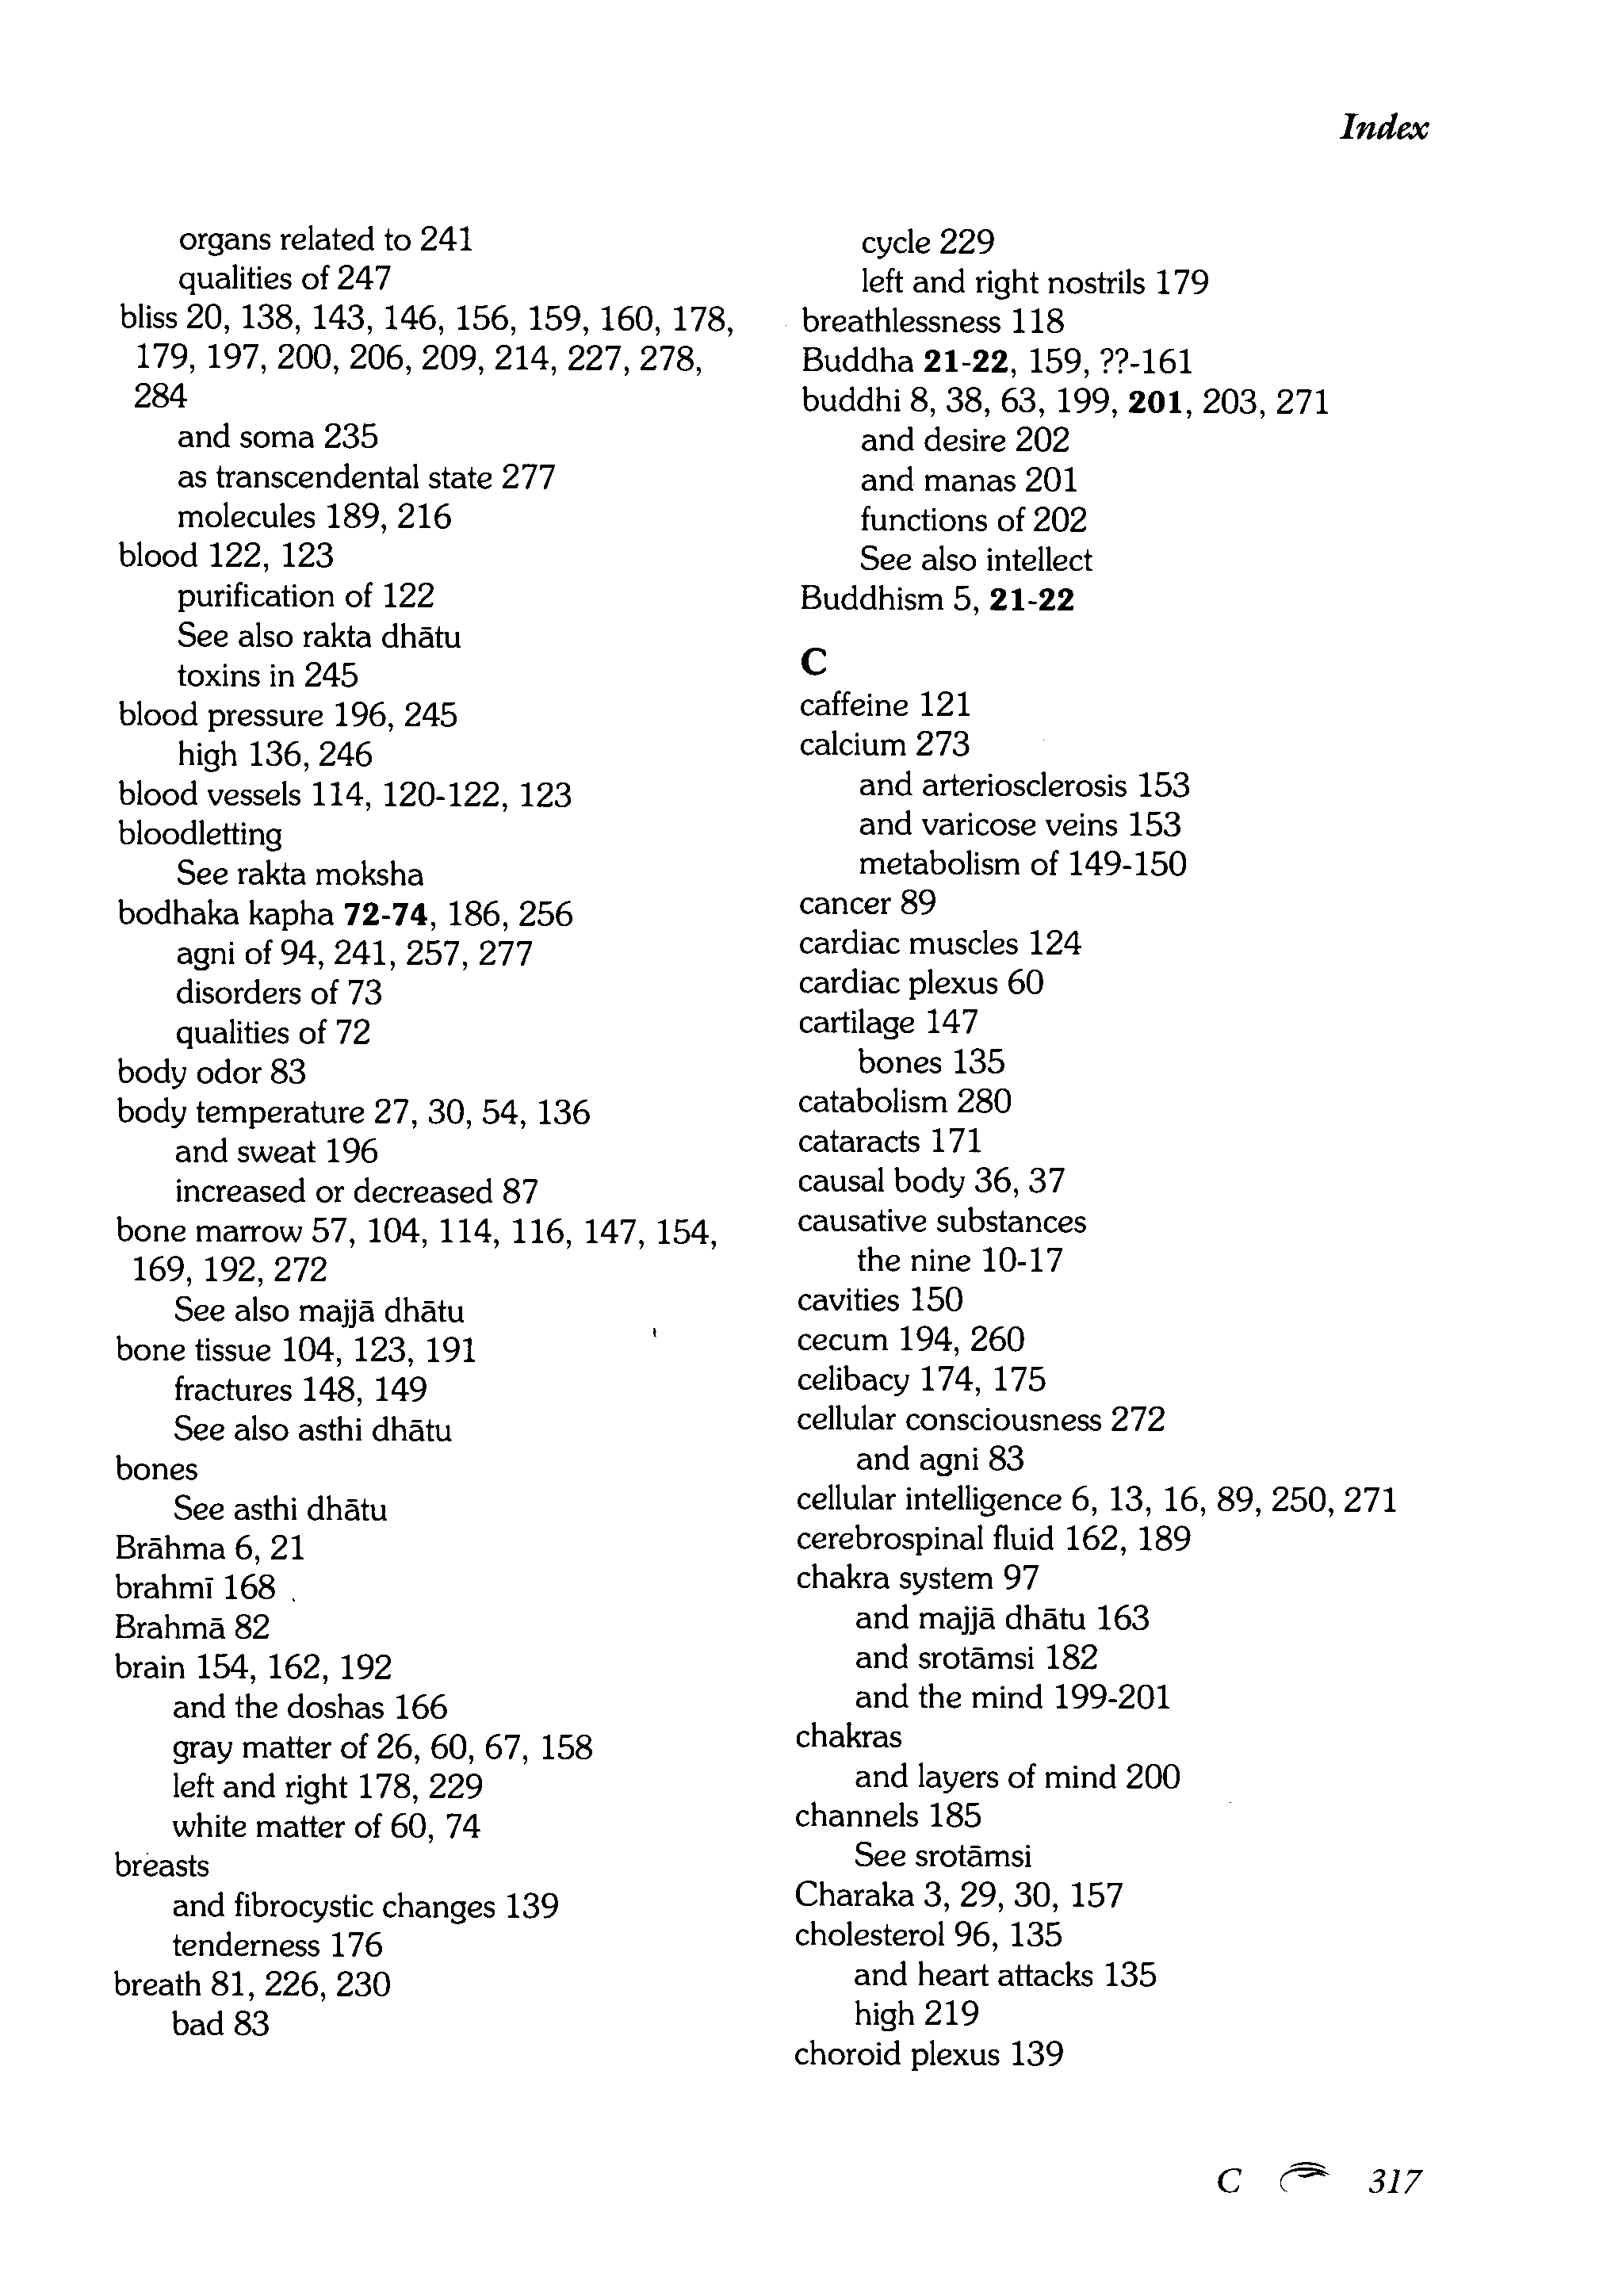 Index
organs related to 241
qualities of 247
bliss 20, 138, 143, 146, 156, 159, 160, 178,
179, 197, 200, 206, 209, 214, 227, 278,
284
and soma 235
as transcendental state 277
molecules 189, 216
blood 122, 123
purification of 122
See also rakta dhātu
toxins in 245
blood pressure 196, 245
high 136, 246
blood vessels 114, 120-122, 123
bloodletting
See rakta moksha
bodhaka kapha 72-74, 186, 256
agni of 94, 241, 257, 277
disorders of 73
qualities of 72
body odor 83
body temperature 27, 30, 54, 136
and sweat 196
increased or decreased 87
bone marrow 57, 104, 114, 116, 147, 154,
169, 192, 272
See also majjā dhātu
bone tissue 104, 123, 191
fractures 148, 149
See also asthi dhātu
bones
See asthi dhātu
Brāhma 6, 21
brahmī 168
Brahmā 82
brain 154, 162, 192
and the doshas 166
gray matter of 26, 60, 67, 158
left and right 178, 229
white matter of 60, 74
breasts
and fibrocystic changes 139
tenderness 176
breath 81, 226, 230
bad 83
cycle 229
left and right nostrils 179
breathlessness 118
Buddha 21-22, 159, ??-161
buddhi 8, 38, 63, 199, 201, 203, 271
and desire 202
and manas 201
functions of 202
See also intellect
Buddhism 5, 21-22
C
caffeine 121
calcium 273
and arteriosclerosis 153
and varicose veins 153
metabolism of 149-150
cancer 89
cardiac muscles 124
cardiac plexus 60
cartilage 147
bones 135
catabolism 280
cataracts 171
causal body 36, 37
causative substances
the nine 10-17
cavities 150
cecum 194, 260
celibacy 174, 175
cellular consciousness 272
and agni 83
cellular intelligence 6, 13, 16, 89, 250, 271
cerebrospinal fluid 162, 189
chakra system 97
and majjā dhātu 163
and srotāmsi 182
and the mind 199-201
chakras
and layers of mind 200
channels 185
See srotāmsi
Charaka 3, 29, 30, 157
cholesterol 96, 135
and heart attacks 135
high 219
choroid plexus 139
C 317